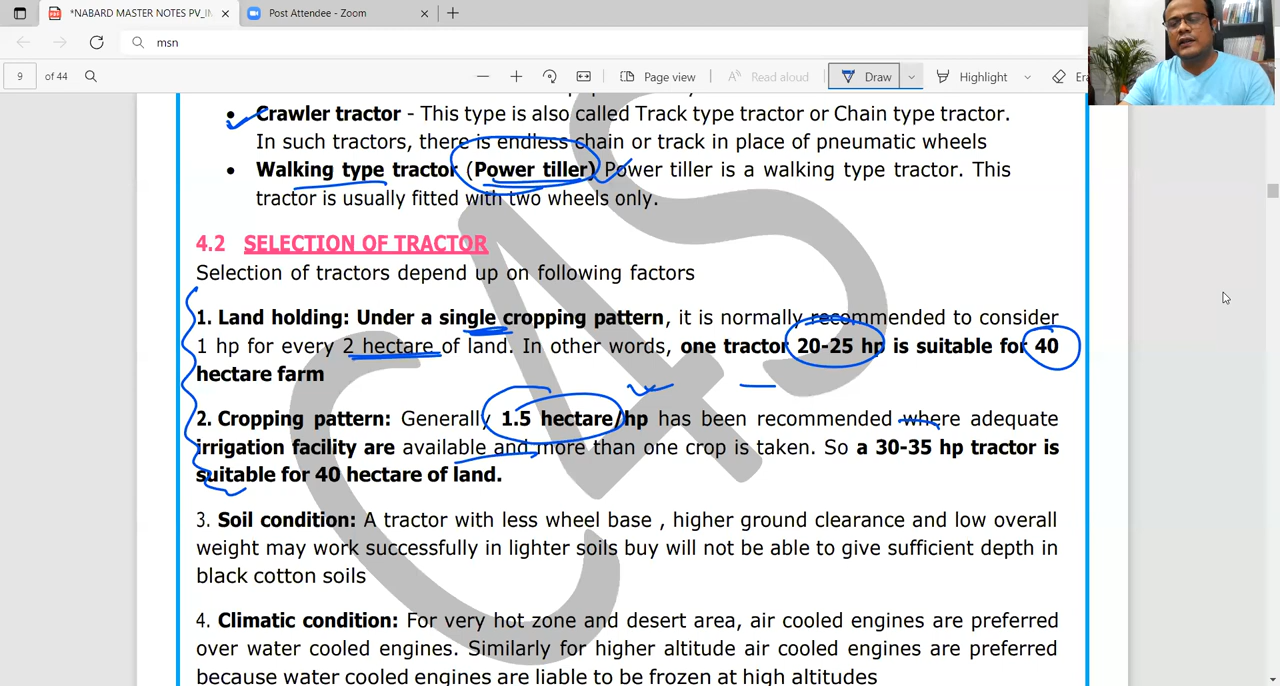 *NABARD MASTER NOTES PV_IN
Post Attendee - Zoom
msn
9 of 44
Page view
Read aloud
Draw
Highlight
Era
• Crawler tractor - This type is also called Track type tractor or Chain type tractor.
In such tractors, there is endless chain or track in place of pneumatic wheels
• Walking type tractor (Power tiller) Power tiller is a walking type tractor. This
tractor is usually fitted with two wheels only.
4.2 SELECTION OF TRACTOR
Selection of tractors depend up on following factors
1. Land holding: Under a single cropping pattern, it is normally recommended to consider
1 hp for every 2 hectare of land. In other words, one tractor 20-25 hp is suitable for 40
hectare farm
2. Cropping pattern: Generally 1.5 hectare/hp has been recommended where adequate
irrigation facility are available and more than one crop is taken. So a 30-35 hp tractor is
suitable for 40 hectare of land.
3. Soil condition: A tractor with less wheel base , higher ground clearance and low overall
weight may work successfully in lighter soils buy will not be able to give sufficient depth in
black cotton soils
4. Climatic condition: For very hot zone and desert area, air cooled engines are preferred
over water cooled engines. Similarly for higher altitude air cooled engines are preferred
because water cooled engines are liable to be frozen at high altitudes
C4S